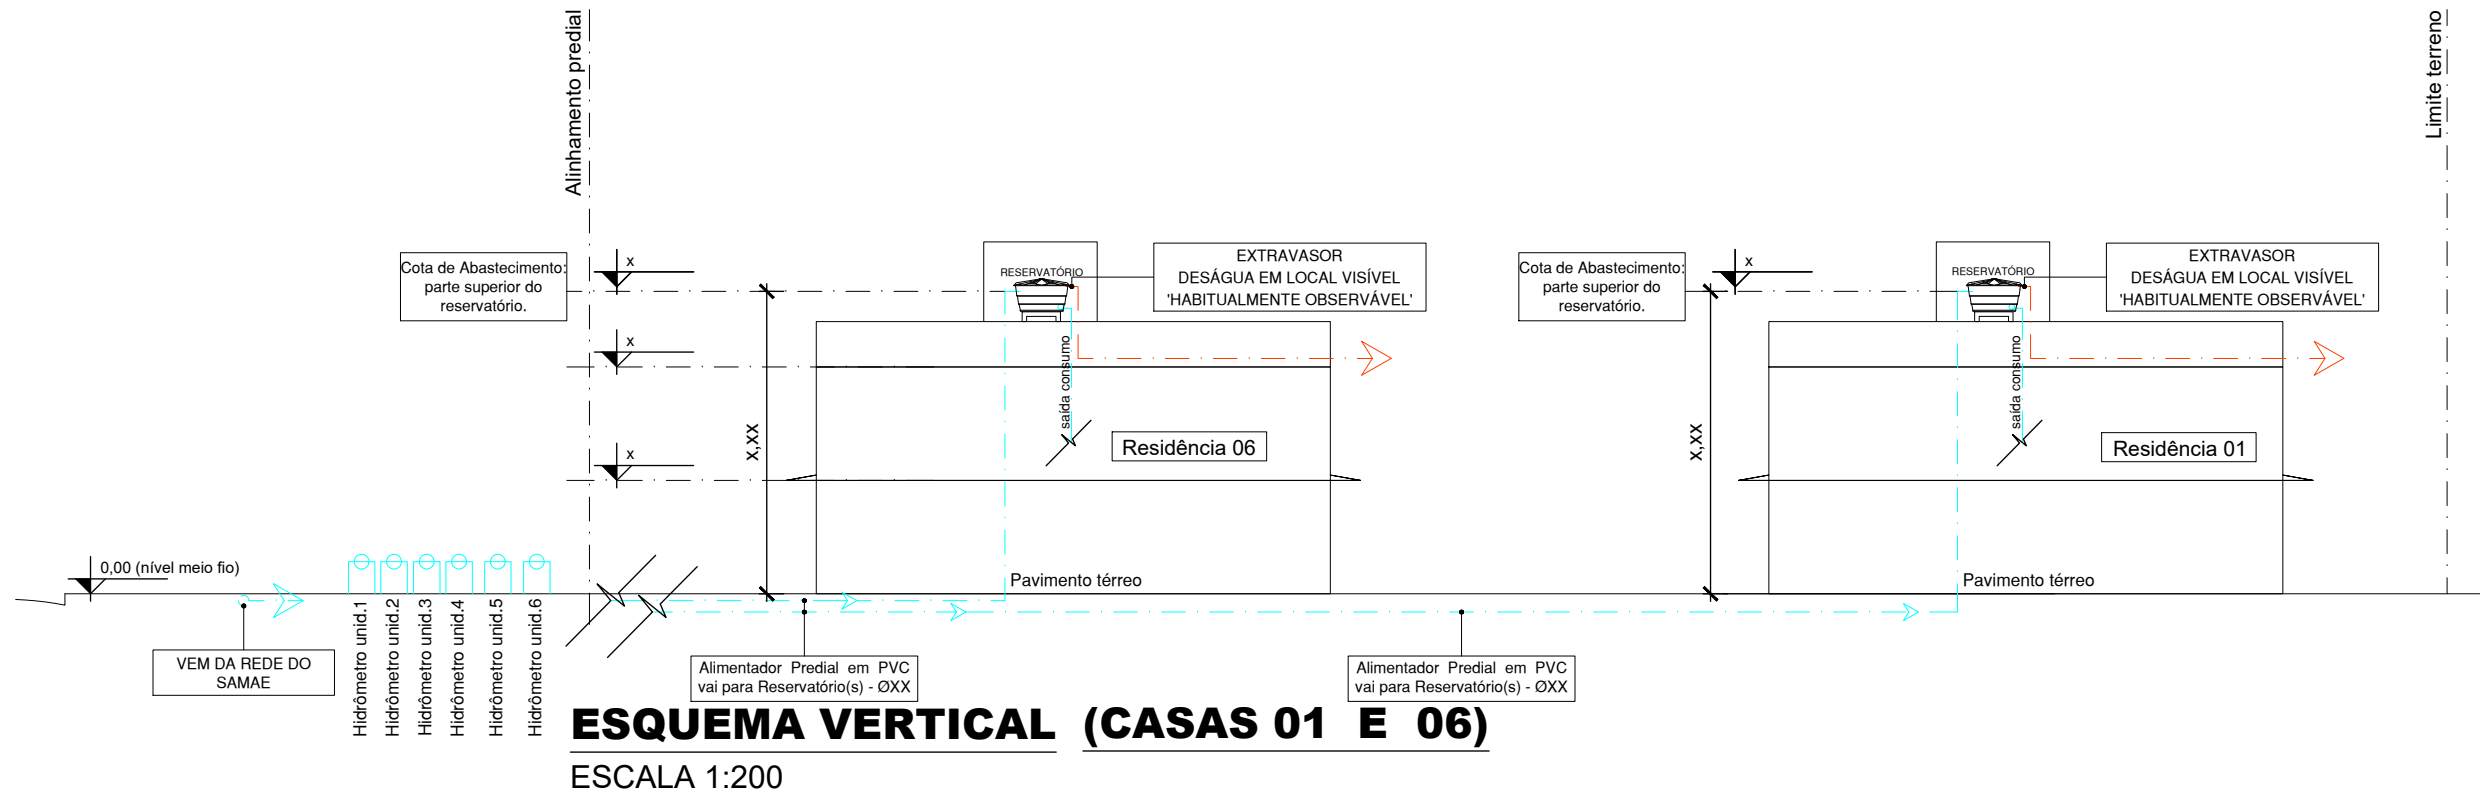 Alinhamento predial
Limite terreno
Cota de Abastecimento:
parte superior do
reservatório.
x
x
x
x,xx
RESERVATÓRIO
EXTRAVASOR
DESÁGUA EM LOCAL VISÍVEL
'HABITUALMENTE OBSERVÁVEL'
saída consumo
Residência 06
Pavimento térreo
Cota de Abastecimento:
parte superior do
reservatório.
x
x,xx
RESERVATÓRIO
EXTRAVASOR
DESÁGUA EM LOCAL VISÍVEL
'HABITUALMENTE OBSERVÁVEL'
saída consumo
Residência 01
Pavimento térreo
0,00 (nível meio fio)
VEM DA REDE DO
SAMAE
Hidrômetro unid.1
Hidrômetro unid.2
Hidrômetro unid.3
Hidrômetro unid.4
Hidrômetro unid.5
Hidrômetro unid.6
Alimentador Predial em PVC
vai para Reservatório(s) - ØXX
Alimentador Predial em PVC
vai para Reservatório(s) - ØXX
ESQUEMA VERTICAL (CASAS 01 E 06)
ESCALA 1:200